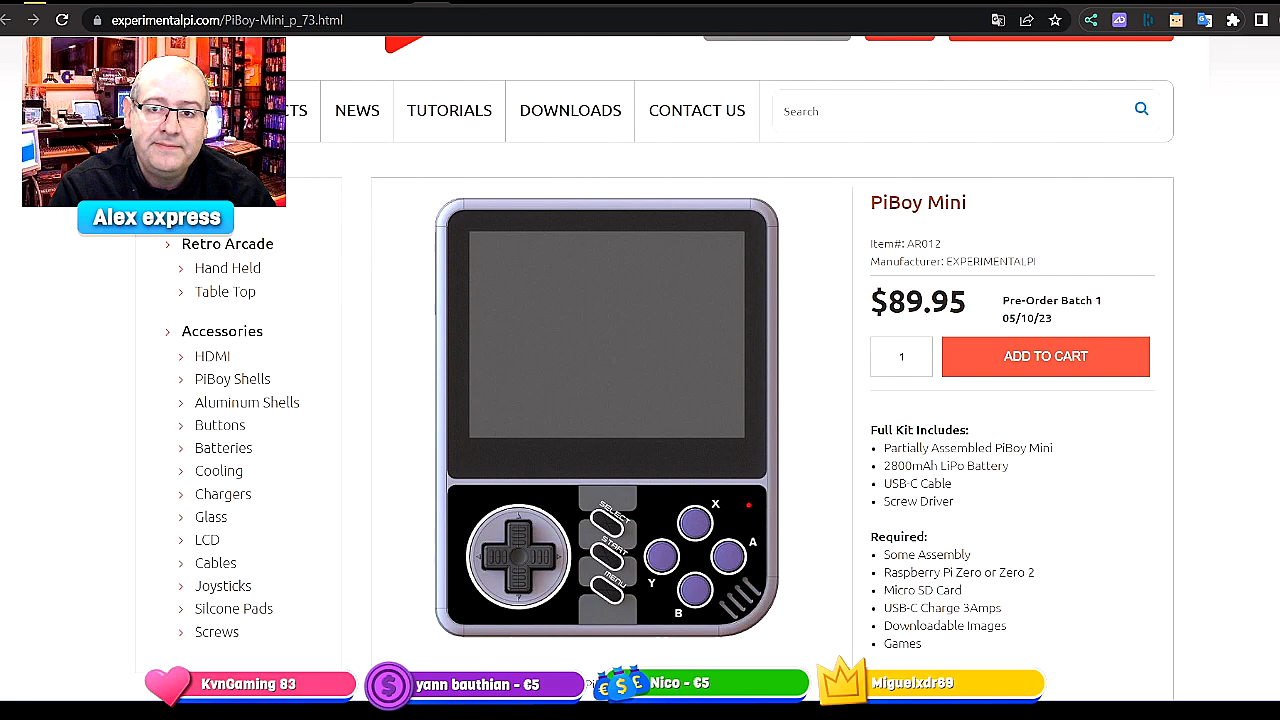 experimentalpi.com/PiBoy-Mini_p_73.html
CTS
NEWS
TUTORIALS
DOWNLOADS
CONTACT US
Search
Alex express
Retro Arcade
Hand Held
Table Top
Accessories
HDMI
PiBoy Shells
Aluminum Shells
Buttons
Batteries
Cooling
Chargers
Glass
LCD
Cables
Joysticks
Silcone Pads
Screws
SELECT
START
MENU
X
A
Y
B
PiBoy Mini
Item#: AR012
Manufacturer: EXPERIMENTALPI
$89.95
Pre-Order Batch 1
05/10/23
1
ADD TO CART
Full Kit Includes:
Partially Assembled PiBoy Mini
2800mAh LiPo Battery
USB-C Cable
Screw Driver
Required:
Some Assembly
Raspberry Pi Zero or Zero 2
Micro SD Card
USB-C Charge 3Amps
Downloadable Images
Games
KvnGaming 83
yann bauthian - €5
Nico - €5
Miguelxdr69